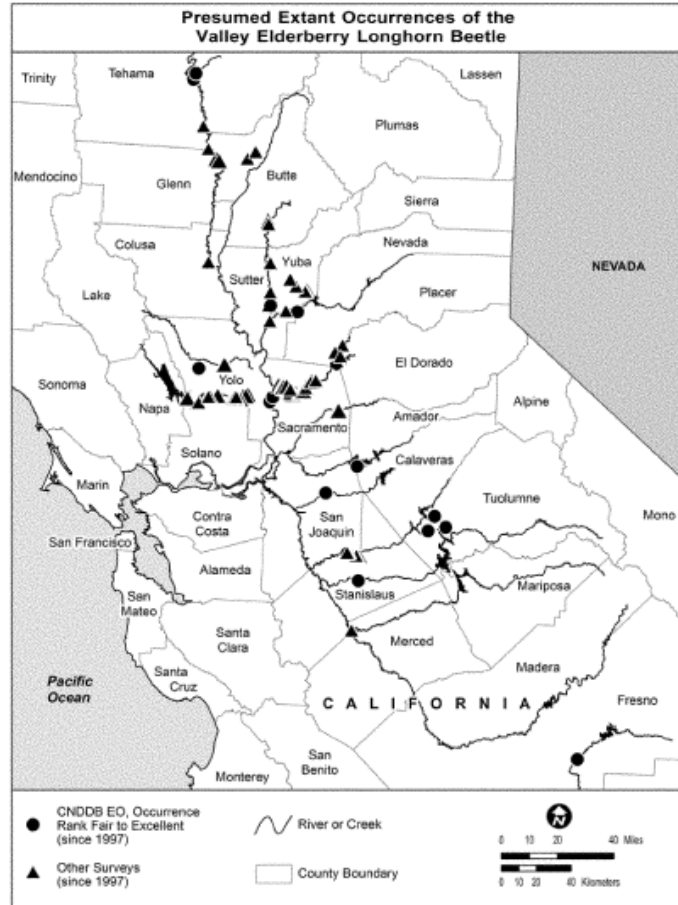 Presumed Extant Occurrences of the
Valley Elderberry Longhorn Beetle
Trinity
Tehama
Lassen
Plumas
Mendocino
Glenn
Butte
Sierra
Colusa
Nevada
Sutter
Yuba
NEVADA
Lake
Placer
Sonoma
Yolo
El Dorado
Napa
Sacramento
Amador
Alpine
Solano
Calaveras
Marin
Tuolumne
Contra
Costa
San
Joaquin
Mono
San Francisco
Alameda
Stanislaus
Mariposa
San
Mateo
Santa
Clara
Merced
Madera
Santa
Cruz
Pacific
Ocean
CALIFORNIA
Fresno
San
Benito
Monterey
CNDDB EO, Occurrence
Rank Fair to Excellent
(since 1997)
Other Surveys
(since 1997)
River or Creek
County Boundary
N
0 10 20 40 Miles
0 10 20 40 Kilometers